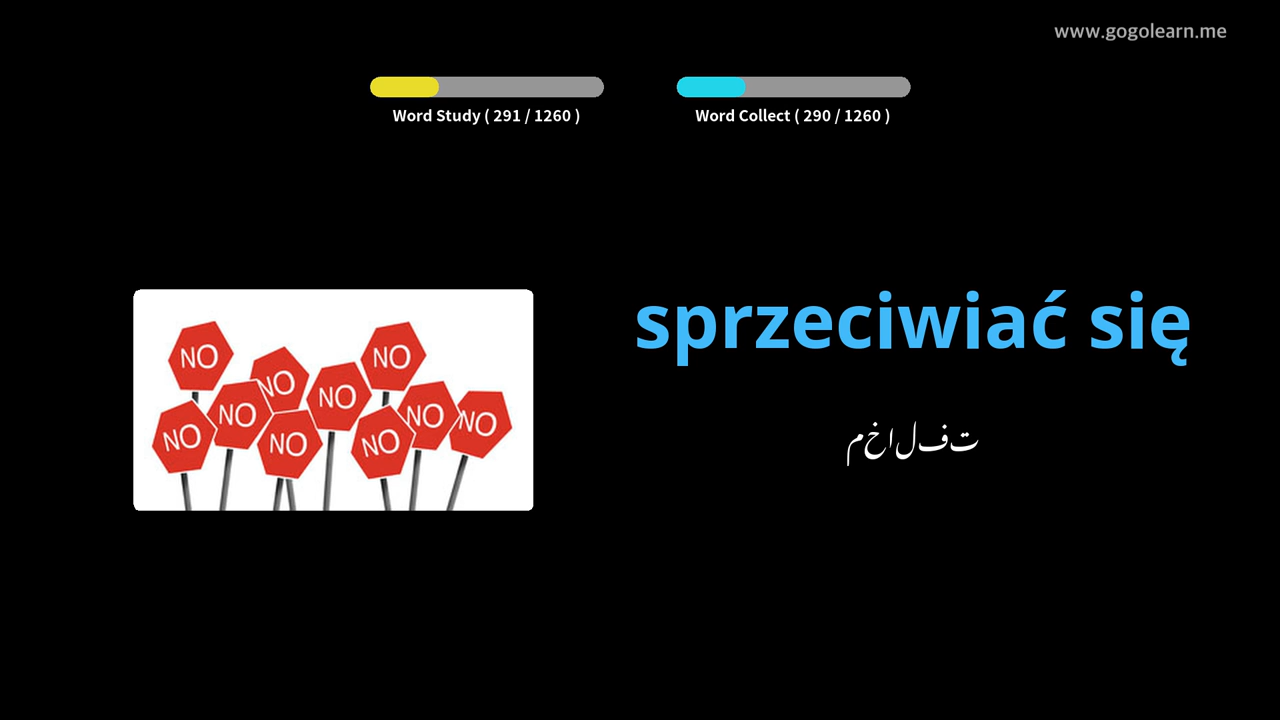 www.gogolearn.me
Word Study ( 291 / 1260 )
Word Collect ( 290 / 1260 )
NO
NO
NO
NO
NO
NO
NO
NO
NO
NO
sprzeciwiać się
مخالفت